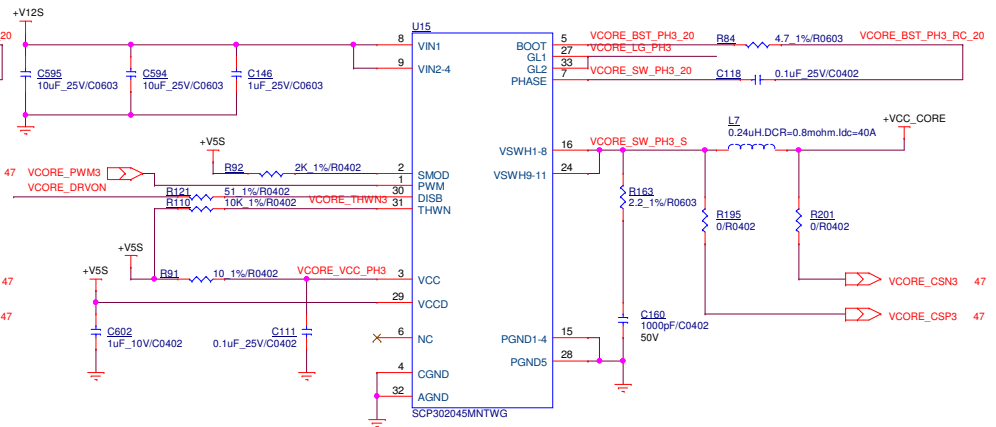 +V12S
U15
20
8
VIN1
BOOT
5
VCORE_BST_PH3_20
R84
4.7_1%/R0603
VCORE_BST_PH3_RC_20
GL1
27
VCORE_LG_PH3
9
VIN2-4
GL2
33
PHASE
7
VCORE_SW_PH3_20
C118
0.1uF_25V/C0402
C595
10uF_25V/C0603
C594
10uF_25V/C0603
C146
1uF_25V/C0603
L7
0.24uH.DCR=0.8mohm.Idc=40A
+VCC_CORE
+V5S
VSWH1-8
16
VCORE_SW_PH3_S
R92
2K_1%/R0402
2
SMOD
VSWH9-11
24
47
VCORE_PWM3
1
PWM
VCORE_DRVON
R121
51_1%/R0402
30
DISB
R110
10K_1%/R0402
VCORE_THWN3
31
THWN
R163
2.2_1%/R0603
R195
0/R0402
R201
0/R0402
+V5S
+V5S
R91
10_1%/R0402
VCORE_VCC_PH3
3
VCC
47
VCORE_CSN3
47
29
VCCD
47
VCORE_CSP3
47
C602
1uF_10V/C0402
C111
0.1uF_25V/C0402
6
NC
PGND1-4
15
C160
1000pF/C0402
50V
PGND5
28
4
CGND
32
AGND
SCP302045MNTWG